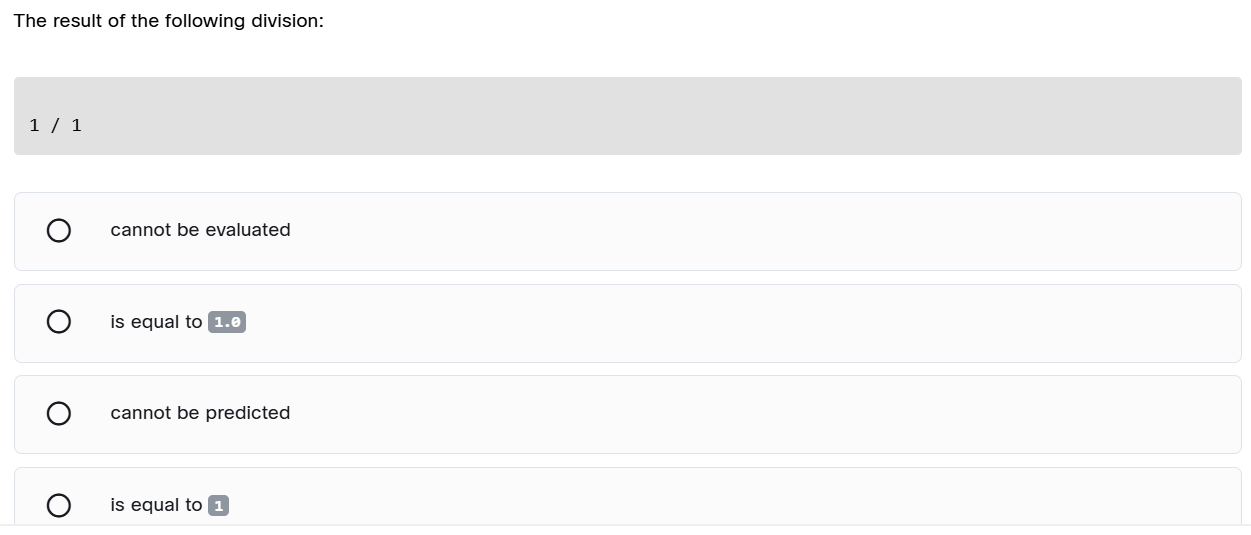 The result of the following division:
1 / 1
cannot be evaluated
is equal to 1.0
cannot be predicted
is equal to 1